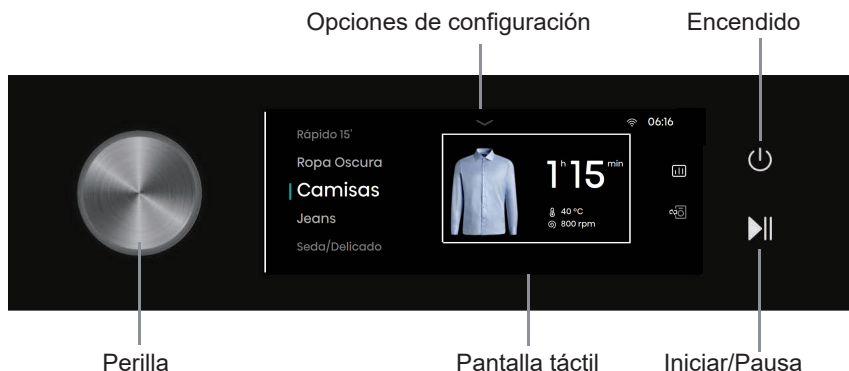 Opciones de configuración
Encendido
06:16
Rápido 15'
Ropa Oscura
Camisas
Jeans
Seda/Delicado
1 h 15 min
40 °C
800 rpm
Perilla
Pantalla táctil
Iniciar/Pausa